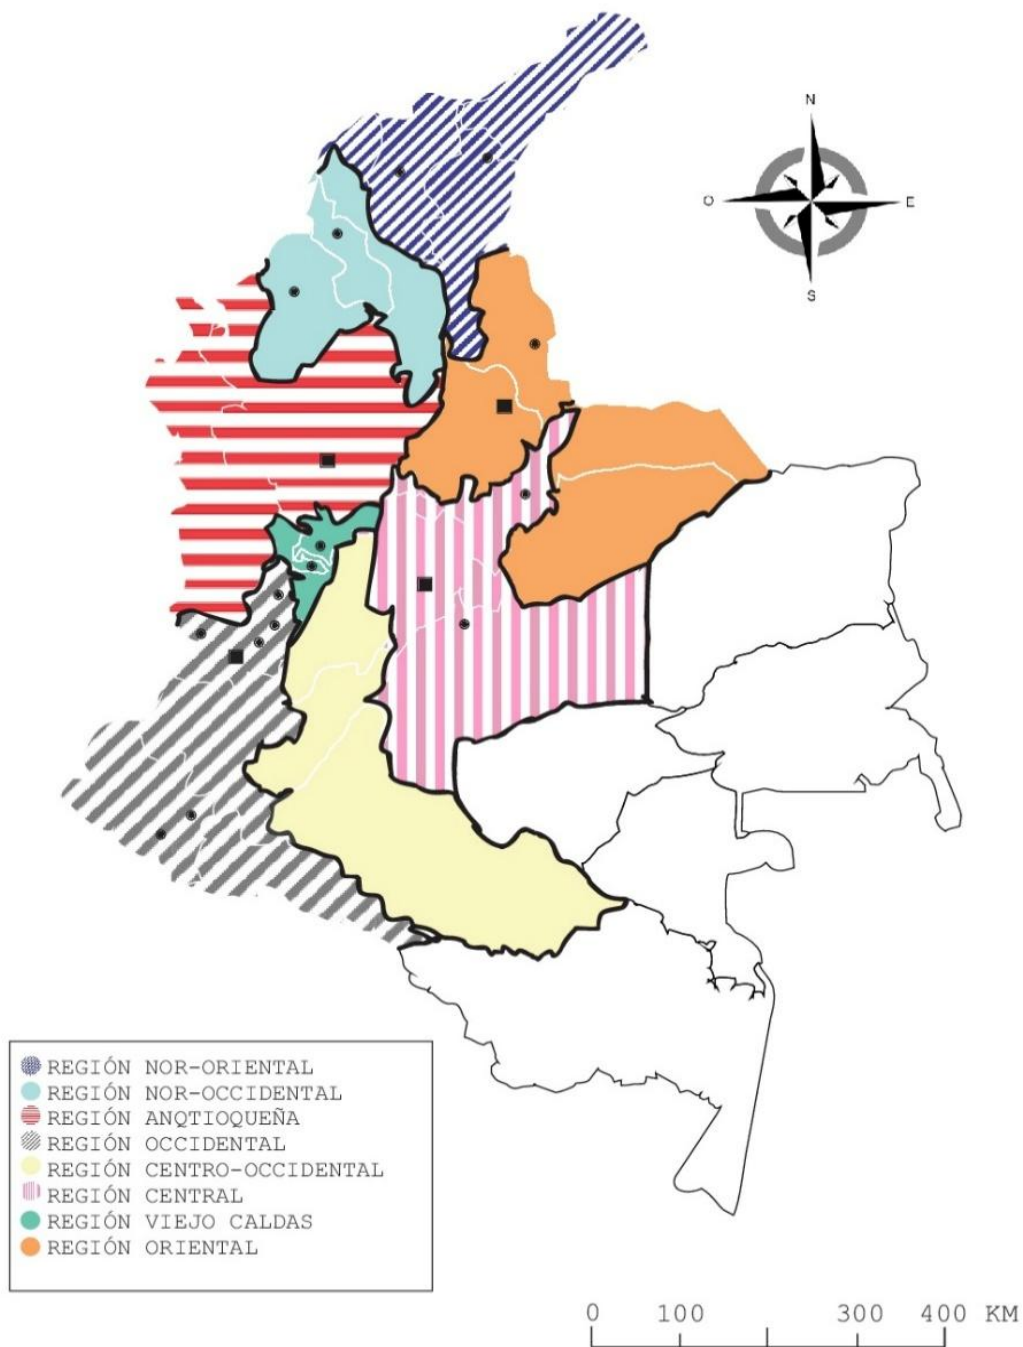 N
O
E
S
REGIÓN NOR-ORIENTAL
REGIÓN NOR-OCCIDENTAL
REGIÓN ANQTIOQUEÑA
REGIÓN OCCIDENTAL
REGIÓN CENTRO-OCCIDENTAL
REGIÓN CENTRAL
REGIÓN VIEJO CALDAS
REGIÓN ORIENTAL
0 100 300 400 KM